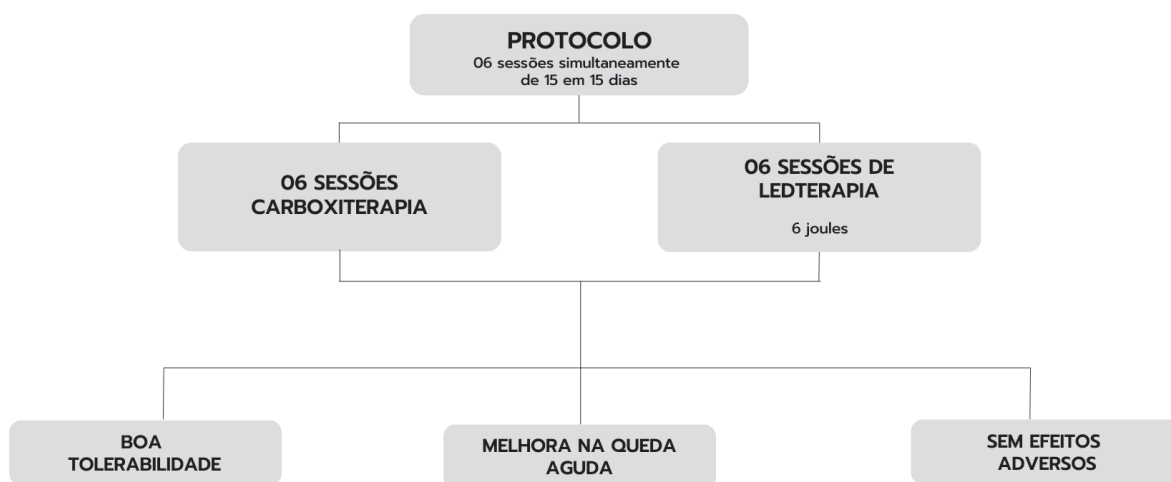 PROTOCOLO
06 sessões simultaneamente
de 15 em 15 dias
06 SESSÕES
CARBOXITERAPIA
06 SESSÕES DE
LEDTERAPIA
6 joules
BOA
TOLERABILIDADE
MELHORA NA QUEDA
AGUDA
SEM EFEITOS
ADVERSOS